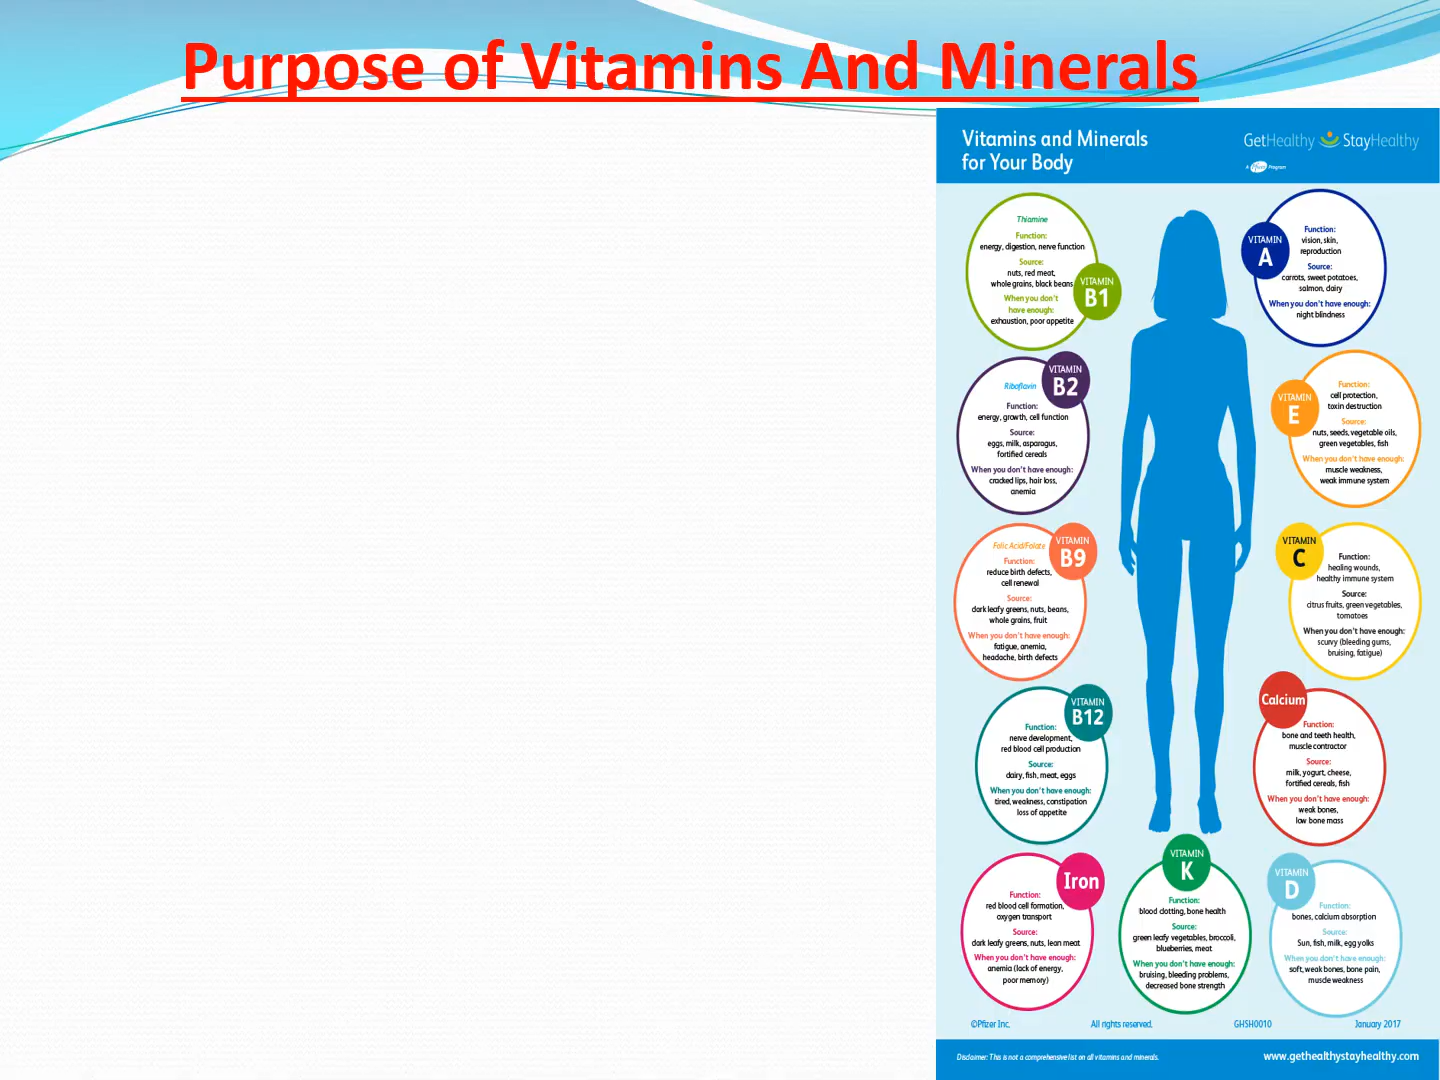 Purpose of Vitamins And Minerals
Vitamins and Minerals
for Your Body
GetHealthy StayHealthy
A Pfizer Program
Thiamine
Function:
energy, digestion, nerve function
Source:
nuts, red meat,
whole grains, black beans
When you don't
have enough:
exhaustion, poor appetite
VITAMIN
B1
VITAMIN
A
Function:
vision, skin,
reproduction
Source:
carrots, sweet potatoes,
salmon, dairy
When you don't have enough:
night blindness
VITAMIN
B2
Riboflavin
Function:
energy, growth, cell function
Source:
eggs, milk, asparagus,
fortified cereals
When you don't have enough:
cracked lips, hair loss,
anemia
VITAMIN
E
Function:
cell protection,
toxin destruction
Source:
nuts, seeds, vegetable oils,
green vegetables, fish
When you don't have enough:
muscle weakness,
weak immune system
VITAMIN
B9
Folic Acid/Folate
Function:
reduce birth defects,
cell renewal
Source:
dark leafy greens, nuts, beans,
whole grains, fruit
When you don't have enough:
fatigue, anemia,
headache, birth defects
VITAMIN
C
Function:
healing wounds,
healthy immune system
Source:
citrus fruits, green vegetables,
tomatoes
When you don't have enough:
scurvy (bleeding gums,
bruising, fatigue)
VITAMIN
B12
Function:
nerve development,
red blood cell production
Source:
dairy, fish, meat, eggs
When you don't have enough:
tired, weakness, constipation
loss of appetite
Calcium
Function:
bone and teeth health,
muscle contractor
Source:
milk, yogurt, cheese,
fortified cereals, fish
When you don't have enough:
weak bones,
low bone mass
Iron
Function:
red blood cell formation,
oxygen transport
Source:
dark leafy greens, nuts, lean meat
When you don't have enough:
anemia (lack of energy,
poor memory)
VITAMIN
K
Function:
blood clotting, bone health
Source:
green leafy vegetables, broccoli,
blueberries, meat
When you don't have enough:
bruising, bleeding problems,
decreased bone strength
VITAMIN
D
Function:
bones, calcium absorption
Source:
Sun, fish, milk, egg yolks
When you don't have enough:
soft, weak bones, bone pain,
muscle weakness
©Pfizer Inc. All rights reserved. GHSH0010 January 2017
Disclaimer: This is not a comprehensive list on all vitamins and minerals. www.gethealthystayhealthy.com